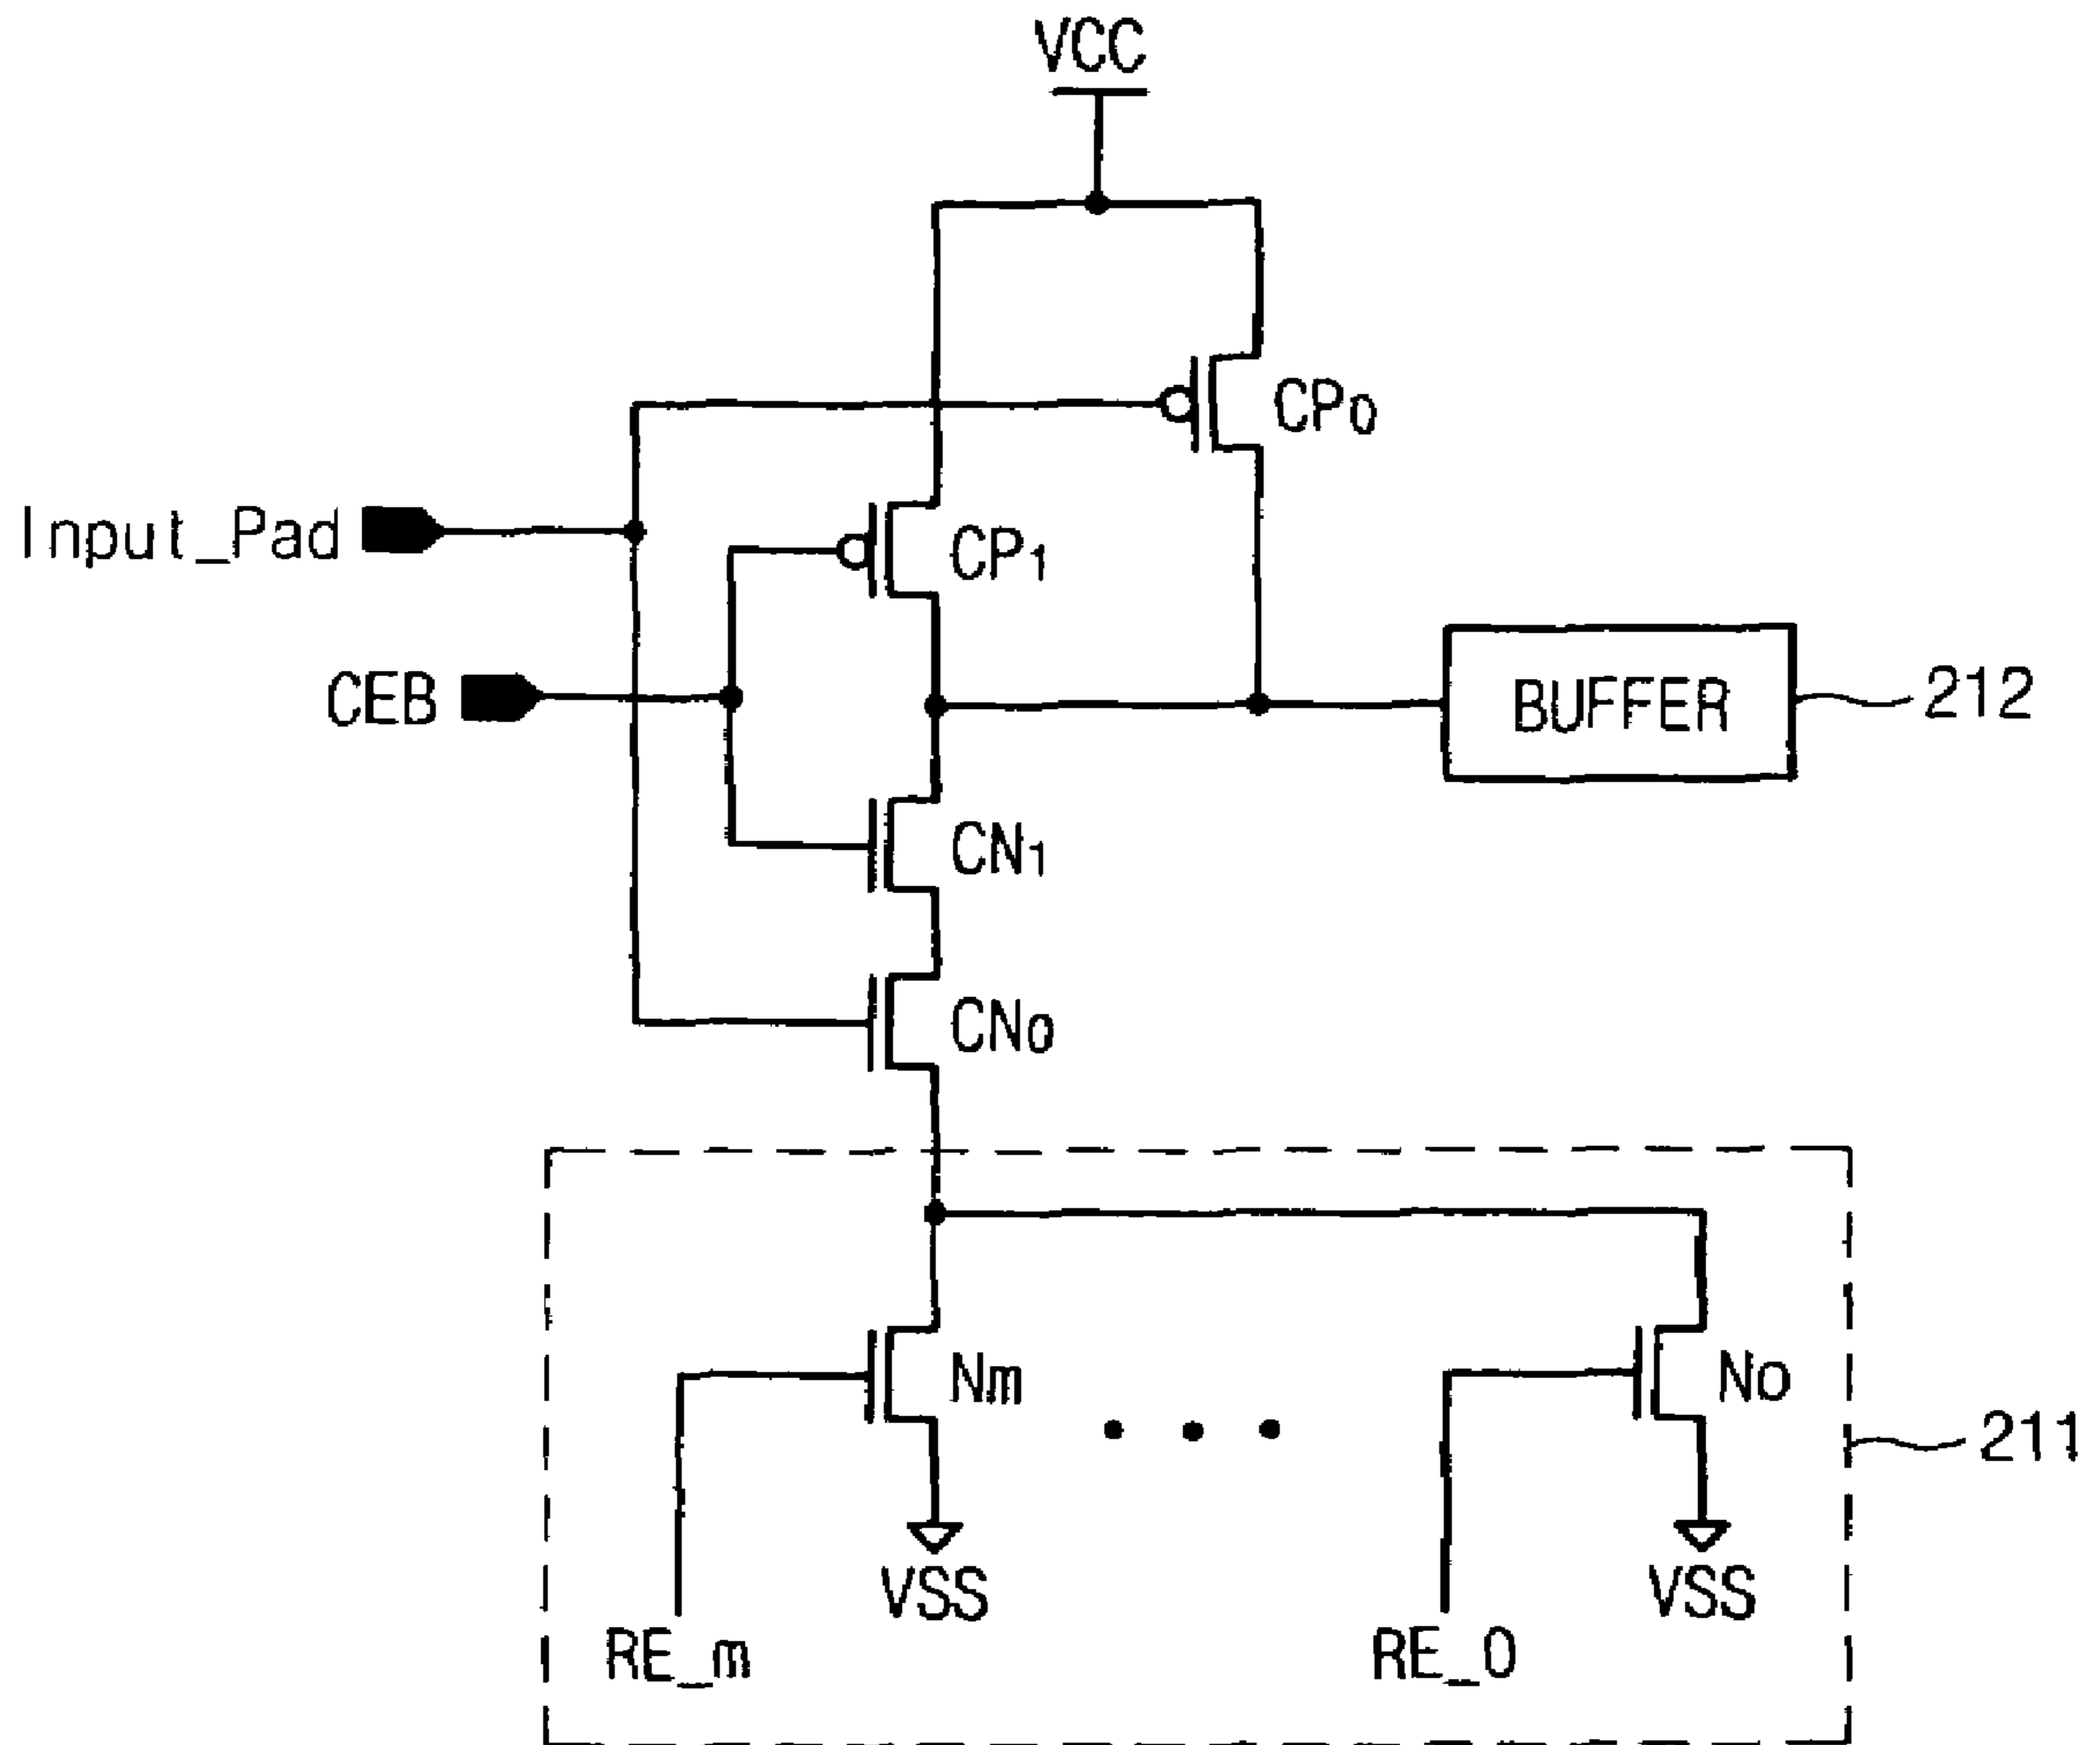 VCC
CP0
Input_Pad
CP1
CEB
BUFFER
212
CN1
CN0
Nm
N0
211
VSS
VSS
RE_m
RE_0